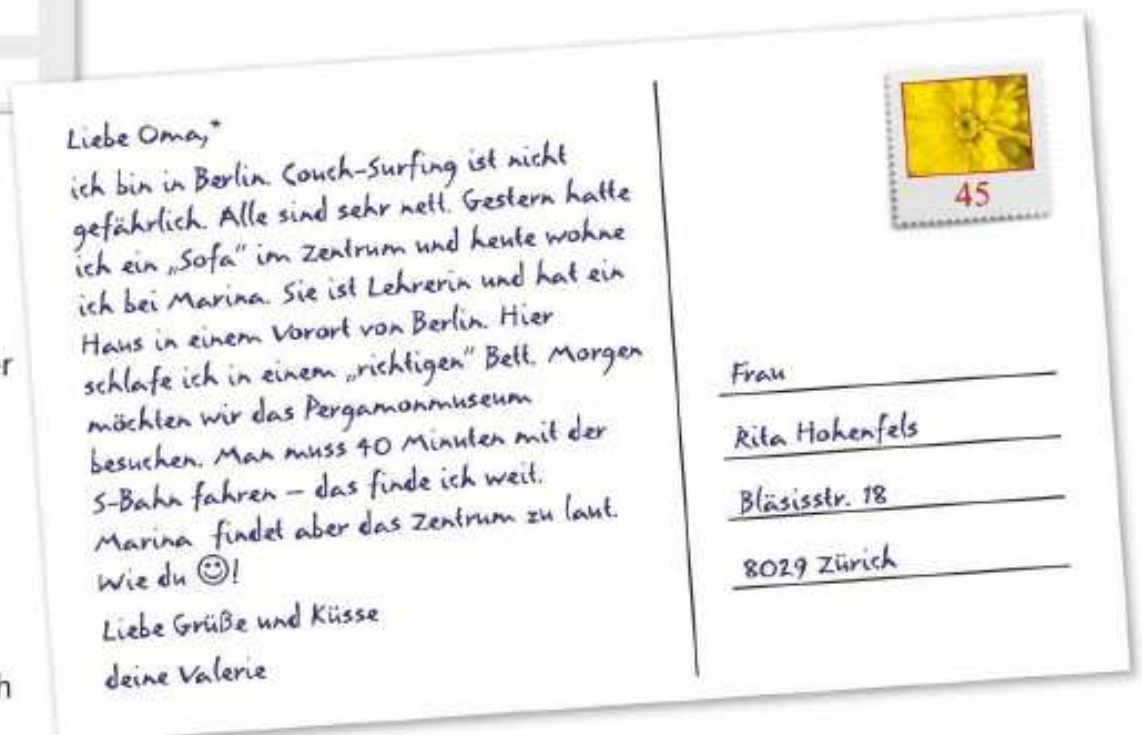 Liebe Oma,*
ich bin in Berlin. Couch-Surfing ist nicht
gefährlich. Alle sind sehr nett. Gestern hatte
ich ein „Sofa“ im Zentrum und heute wohne
ich bei Marina. Sie ist Lehrerin und hat ein
Haus in einem Vorort von Berlin. Hier
schlafe ich in einem „richtigen“ Bett. Morgen
möchten wir das Pergamonmuseum
besuchen. Man muss 40 Minuten mit der
S-Bahn fahren – das finde ich weit.
Marina findet aber das Zentrum zu laut.
Wie du ☺!
Liebe Grüße und Küsse
deine Valerie
45
Frau
Rita Hohenfels
Bläsisstr. 18
8029 Zürich